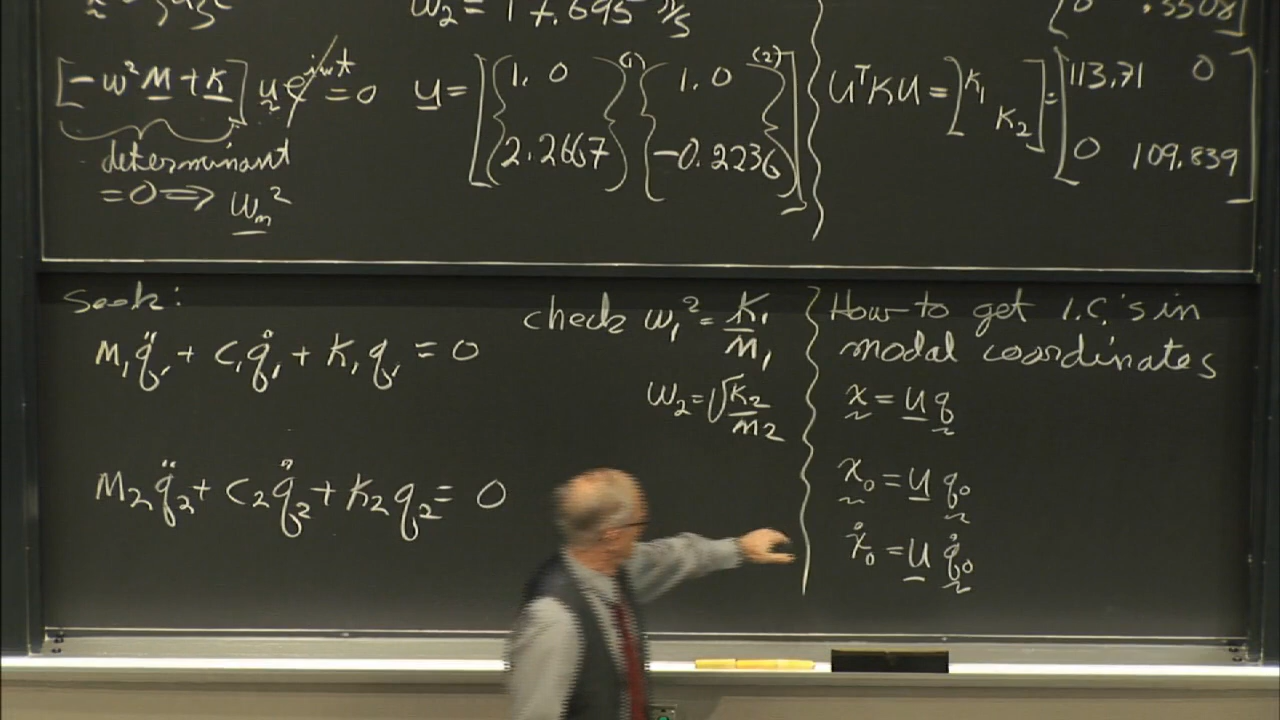 ω₂ = 17.695 r/s
.3508]
[-ω²M + K] u e^{jωt} = 0
determinant
= 0 ⟹ ωₙ²
u = [{1.0 2.2667}⁽¹⁾ {1.0 -0.2236}⁽²⁾]
UᵀKU = [K₁ K₂] = [113.71 0
0 109.839]
Seek:
M₁q̈₁ + C₁q̇₁ + K₁q₁ = 0
M₂q̈₂ + C₂q̇₂ + K₂q₂ = 0
check ω₁² = K₁/M₁
ω₂ = √K₂/M₂
How to get I.C.'s in
modal coordinates
x = U q
x₀ = U q₀
ẋ₀ = U q̇₀